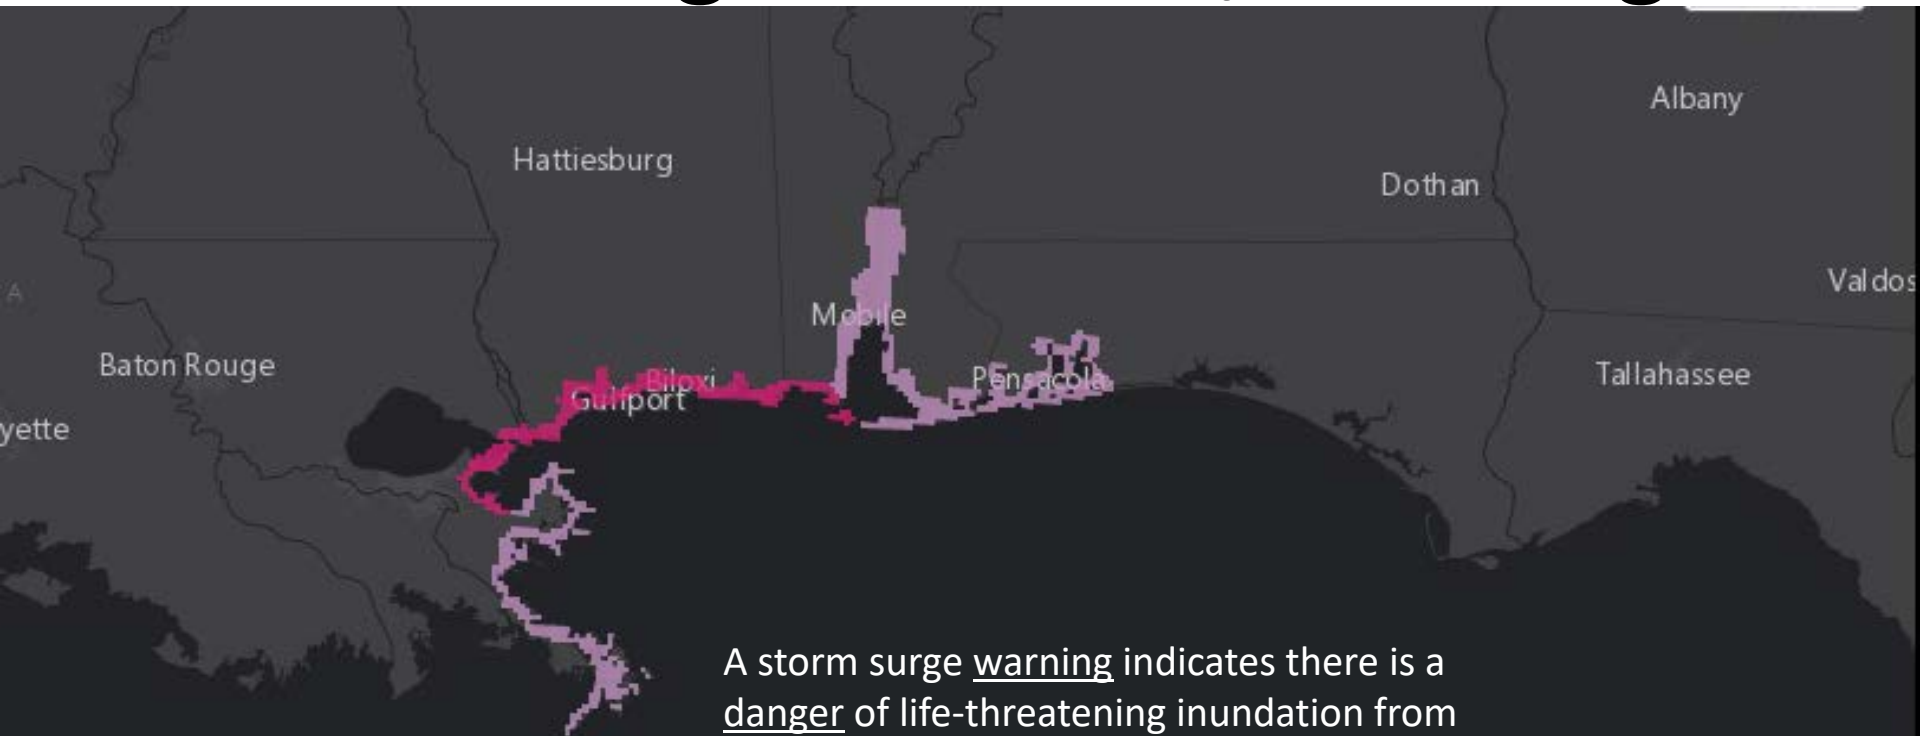 Albany
Hattiesburg
Dothan
Valdos
A
Mobile
Baton Rouge
Biloxi
Pensacola
Tallahassee
Gulfport
yette
A storm surge warning indicates there is a
danger of life-threatening inundation from